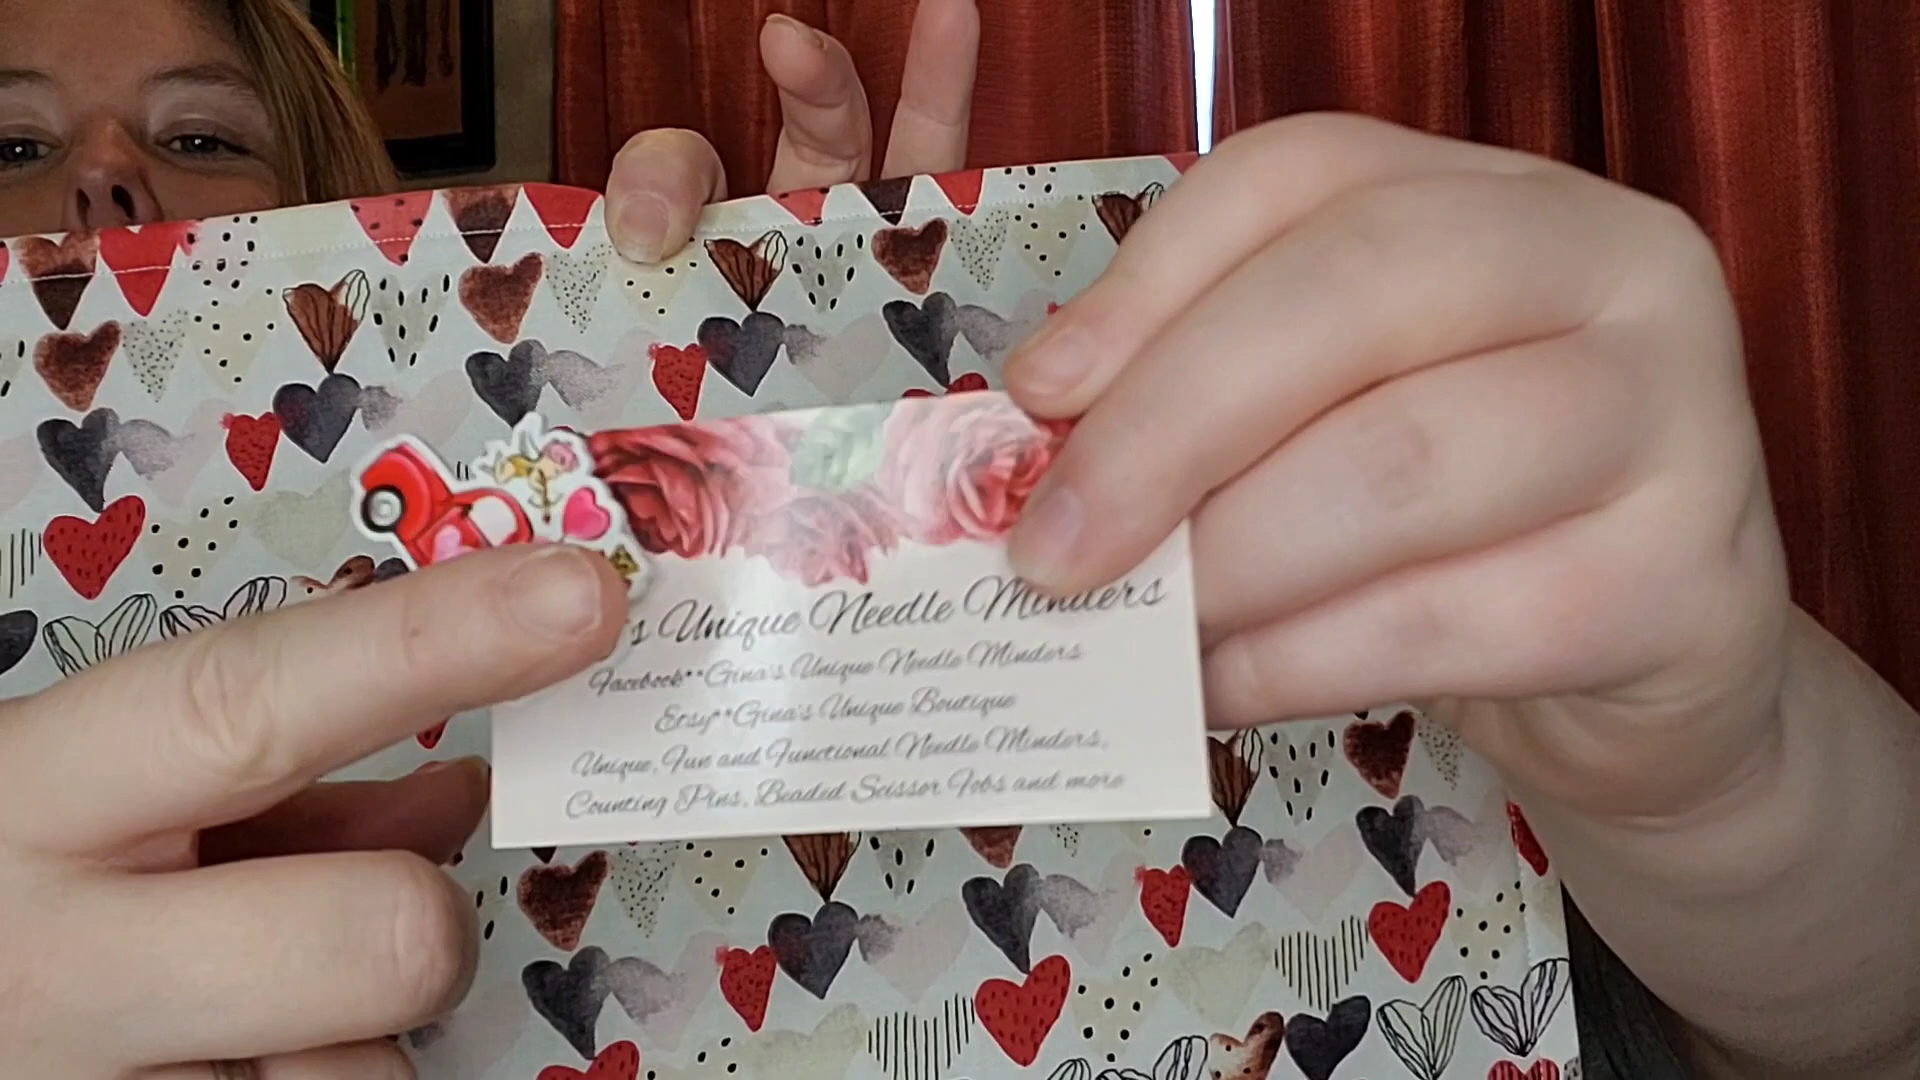 's Unique Needle Minders
Facebook**Gina's Unique Needle Minders
Etsy**Gina's Unique Boutique
Unique, Fun and Functional Needle Minders,
Counting Pins, Beaded Scissor Fobs and more